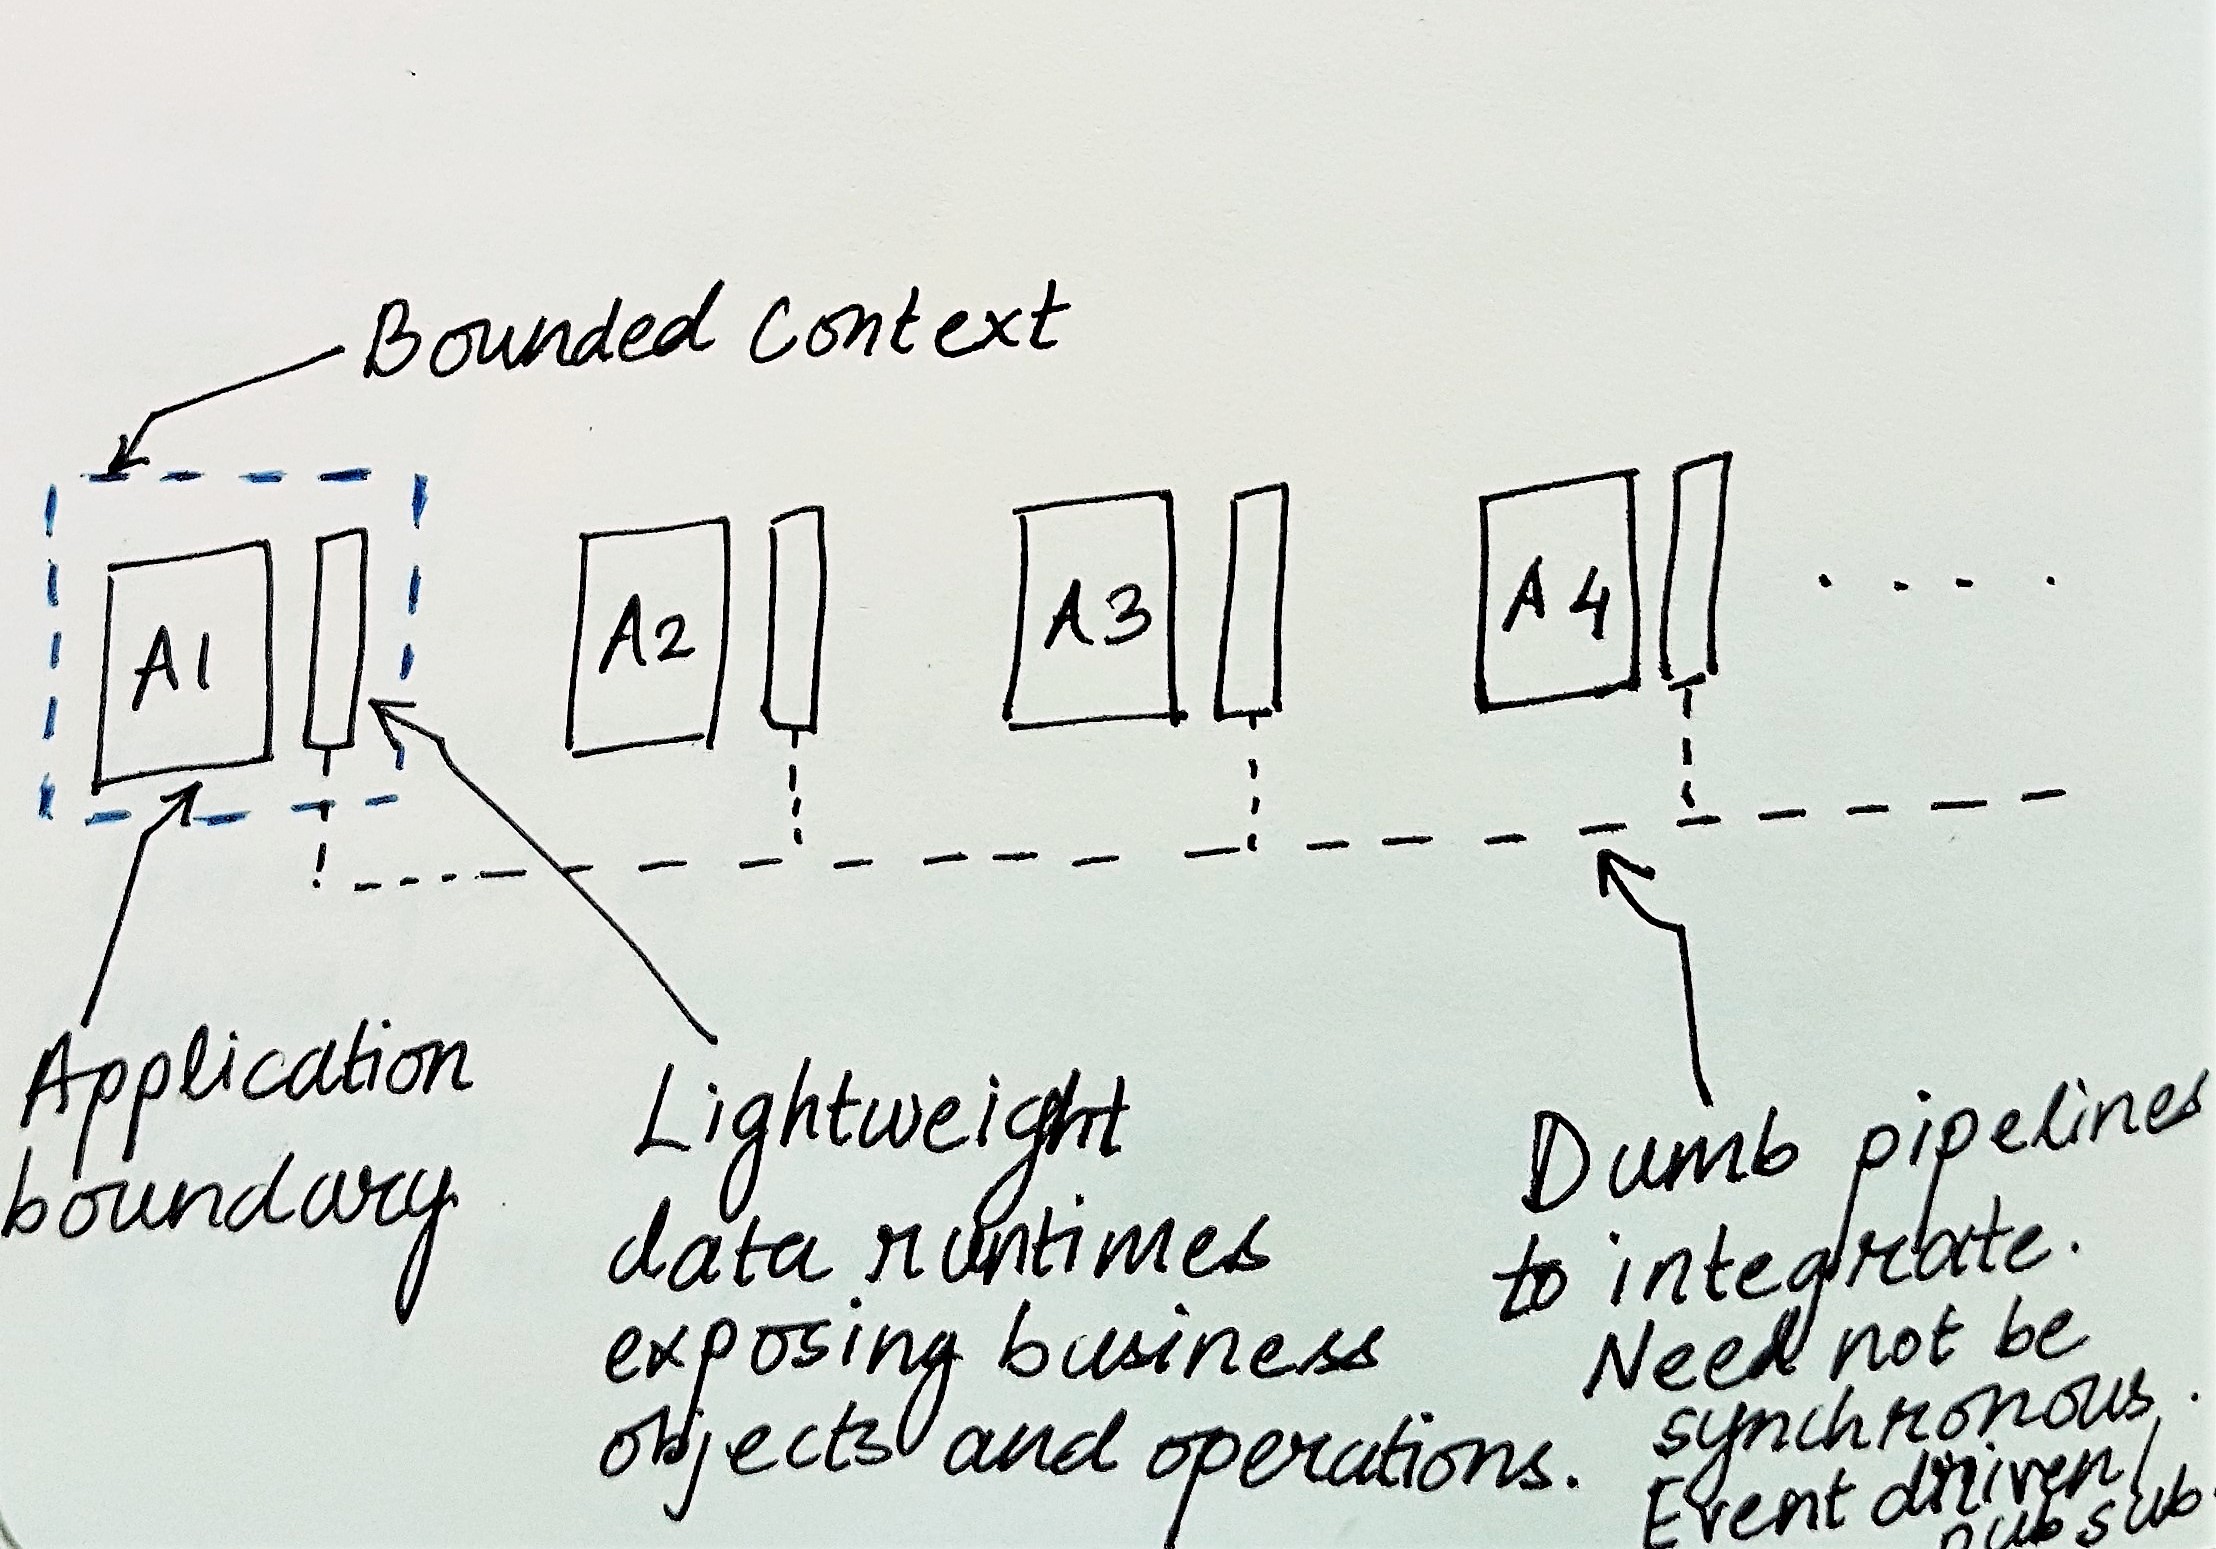 Bounded Context
A1
A2
A3
A4
Application
boundary
Lightweight
data runtimes
exposing business
objects and operations.
Dumb pipelines
to integrate.
Need not be
synchronous.
Event driven/
pubsub.